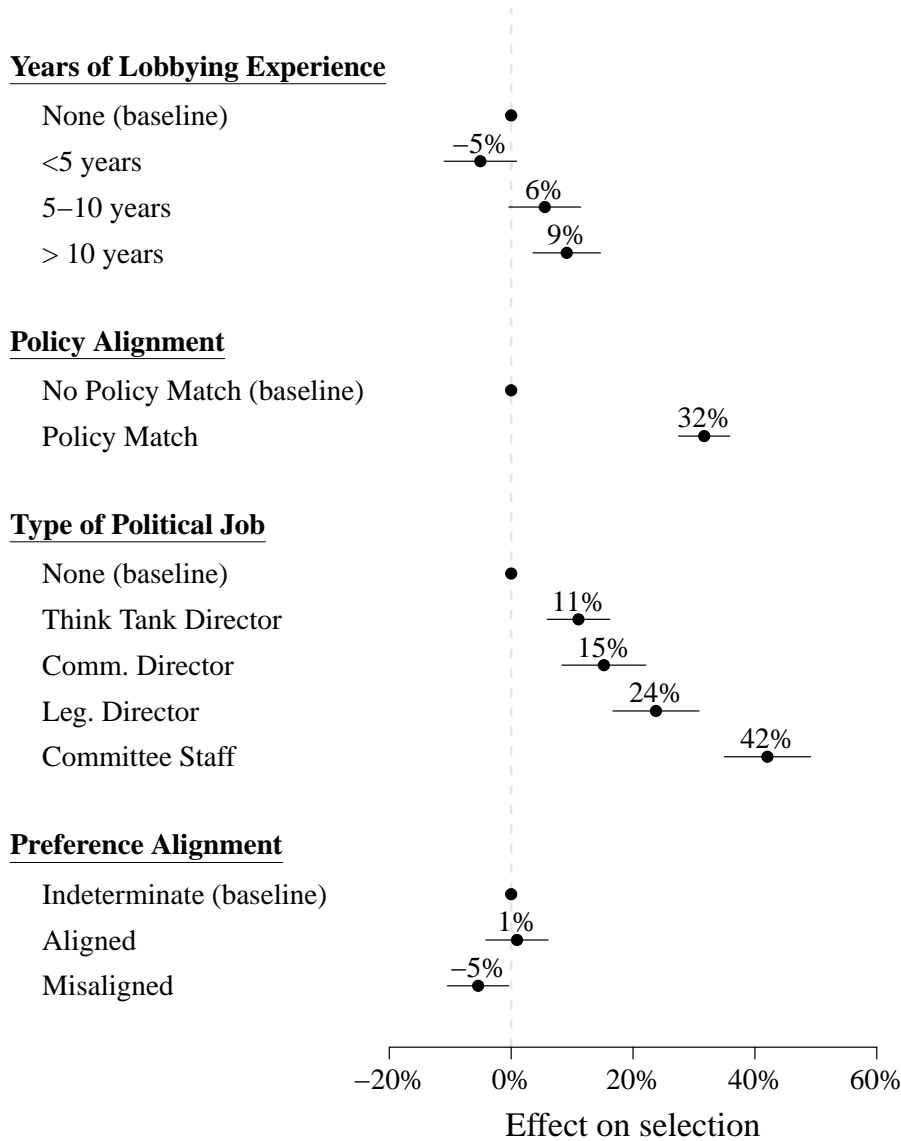 Years of Lobbying Experience
None (baseline)
−5%
<5 years
6%
5–10 years
9%
> 10 years
Policy Alignment
No Policy Match (baseline)
32%
Policy Match
Type of Political Job
None (baseline)
11%
Think Tank Director
15%
Comm. Director
24%
Leg. Director
42%
Committee Staff
Preference Alignment
Indeterminate (baseline)
1%
Aligned
−5%
Misaligned
−20% 0% 20% 40% 60%
Effect on selection